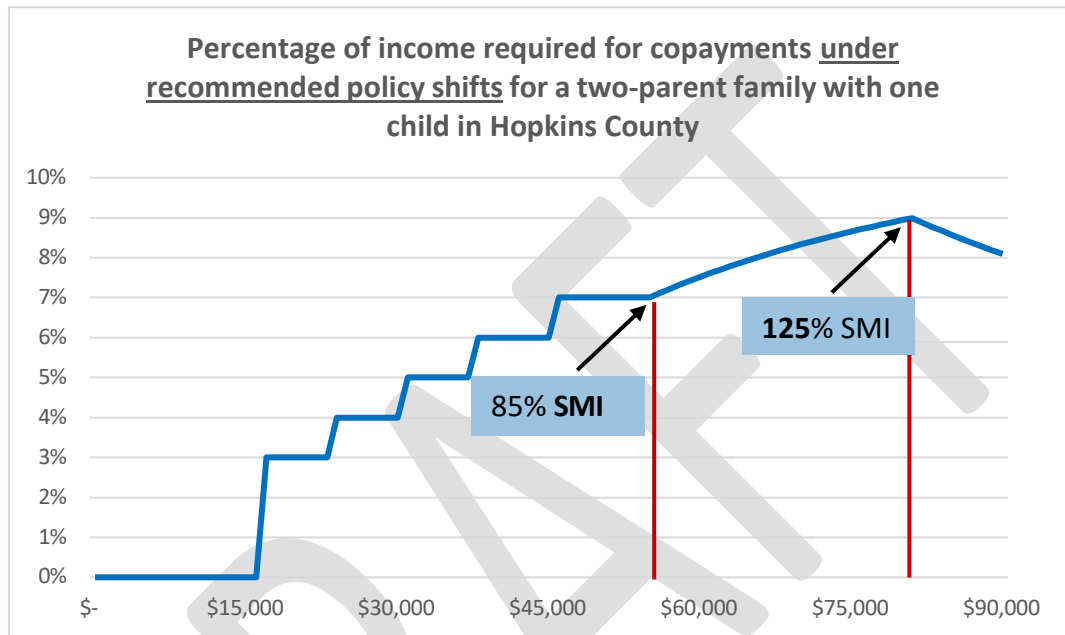 Percentage of income required for copayments under
recommended policy shifts for a two-parent family with one
child in Hopkins County
10%
9%
8%
7%
6%
5%
4%
3%
2%
1%
0%
85% SMI
125% SMI
$- $15,000 $30,000 $45,000 $60,000 $75,000 $90,000
DRAFT